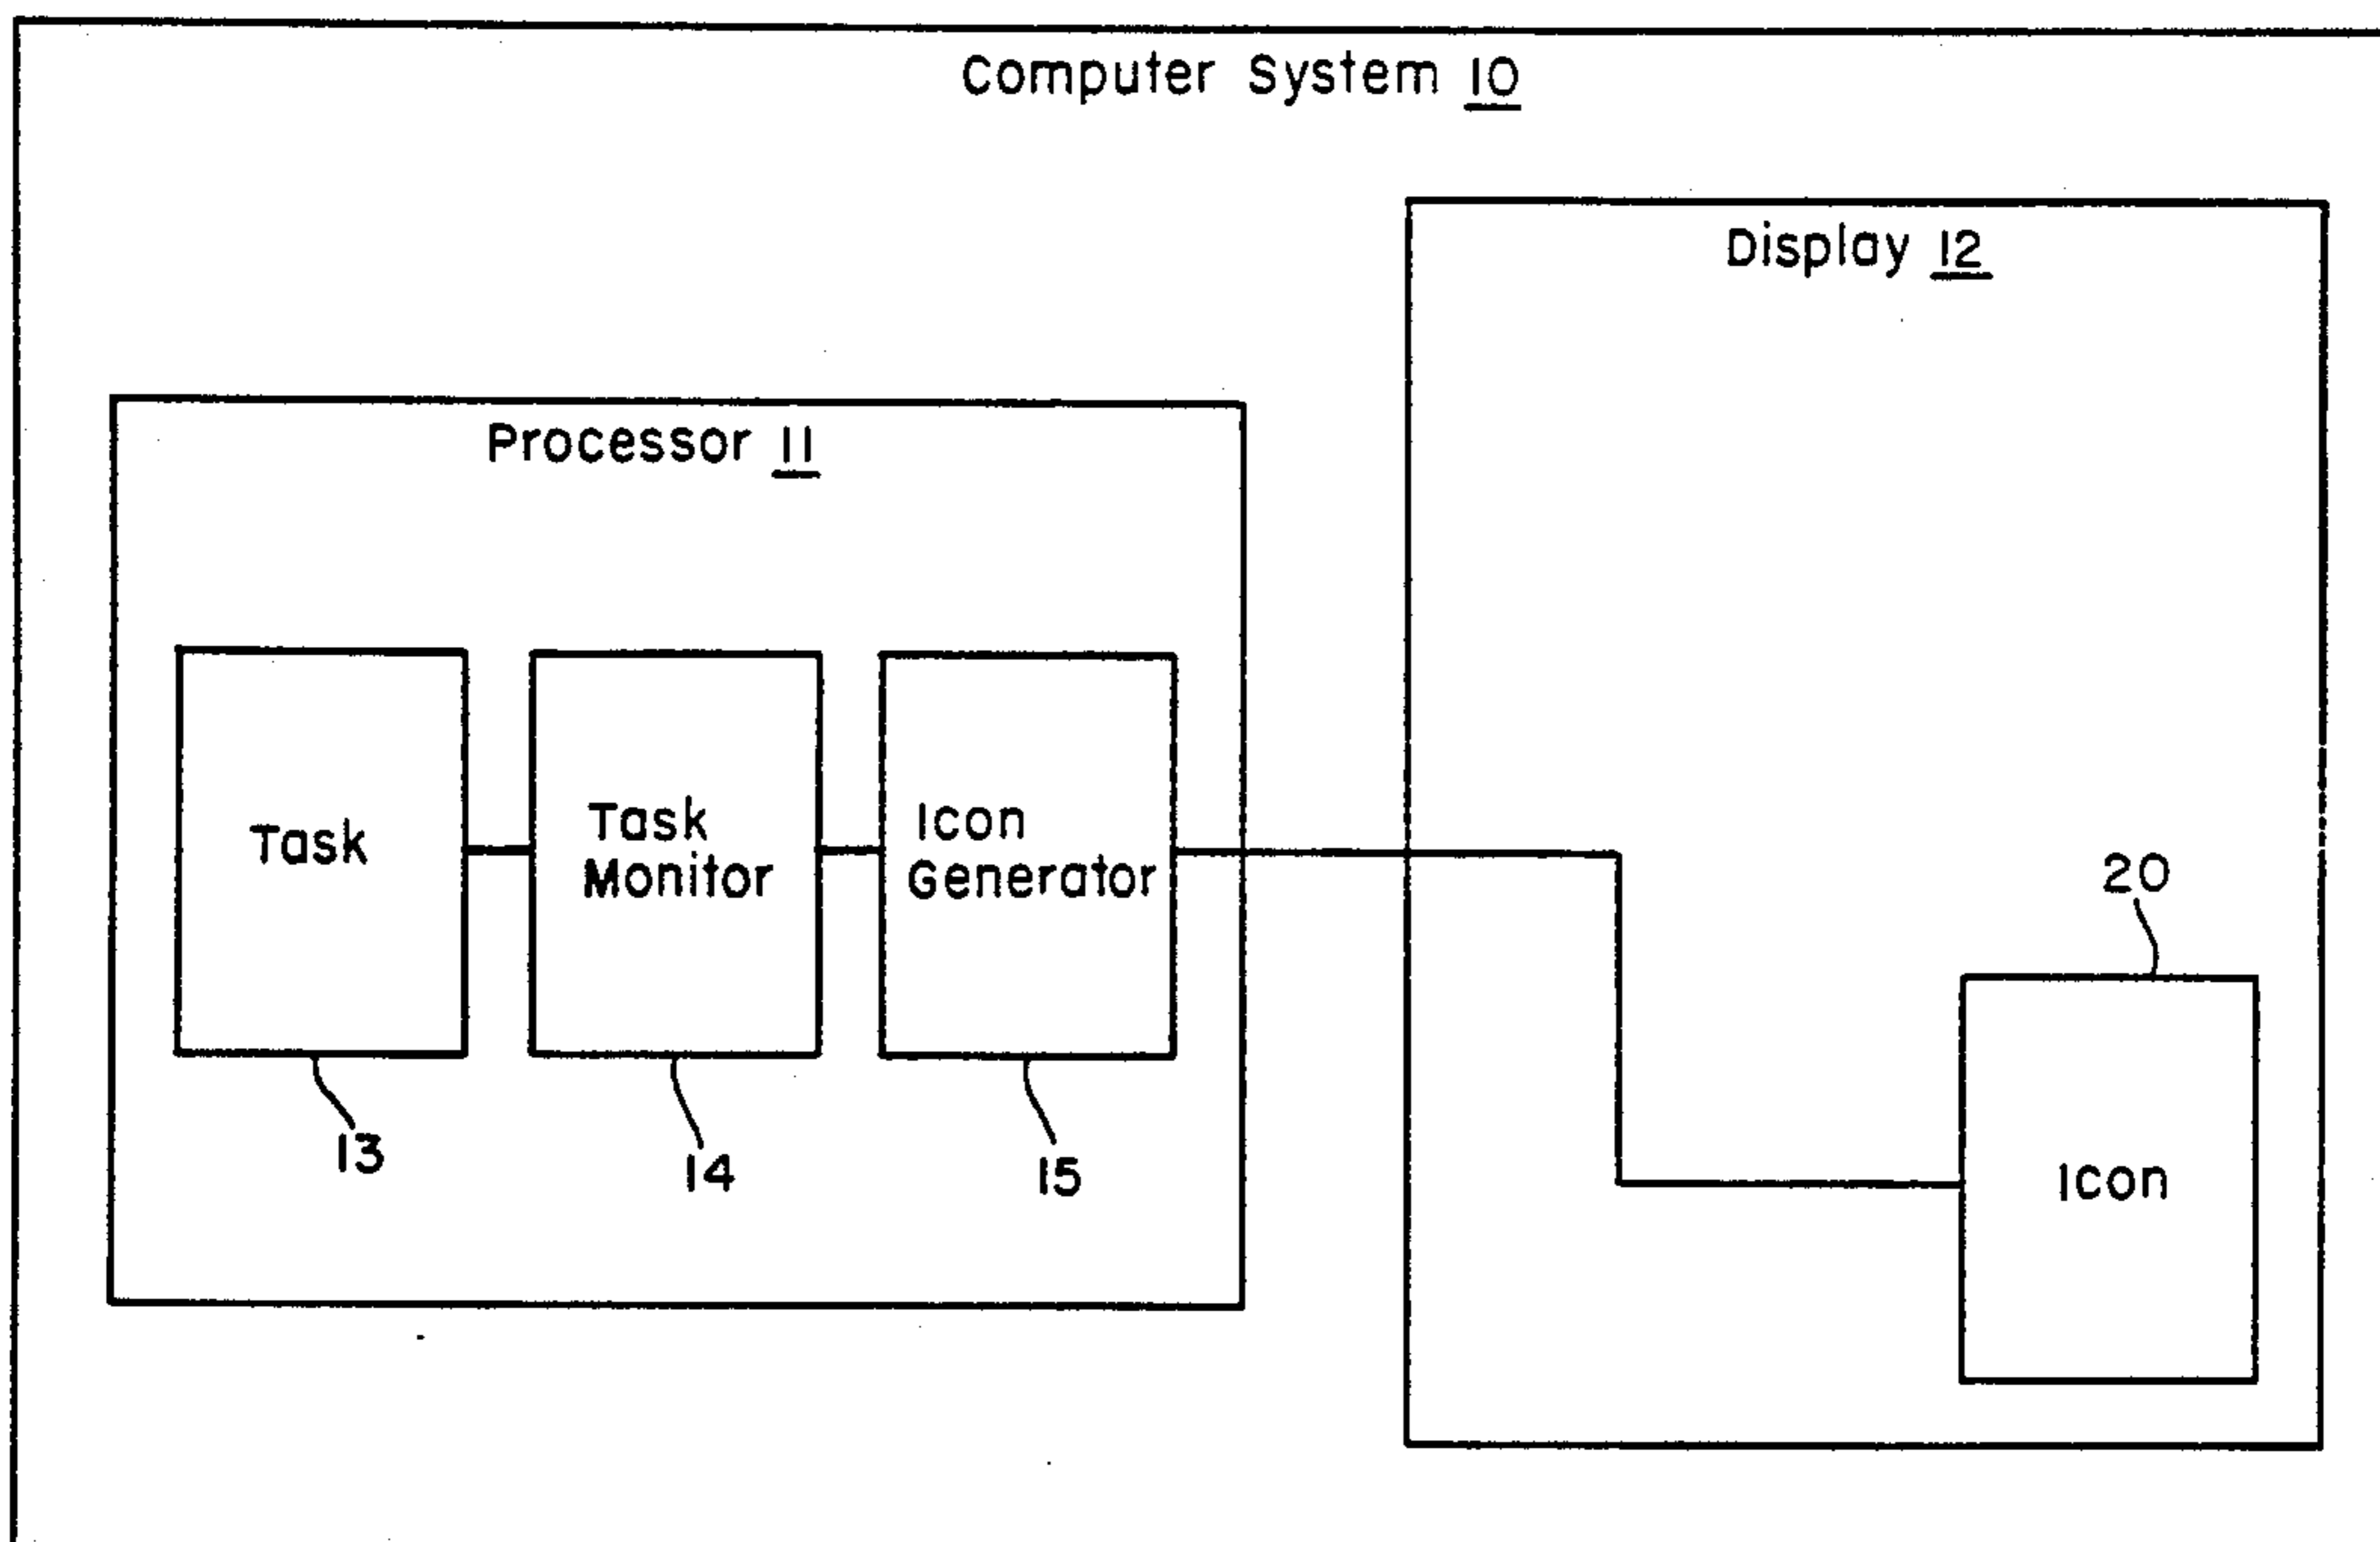 Computer System 10
Display 12
Processor 11
Task
Task
Monitor
Icon
Generator
20
Icon
13
14
15